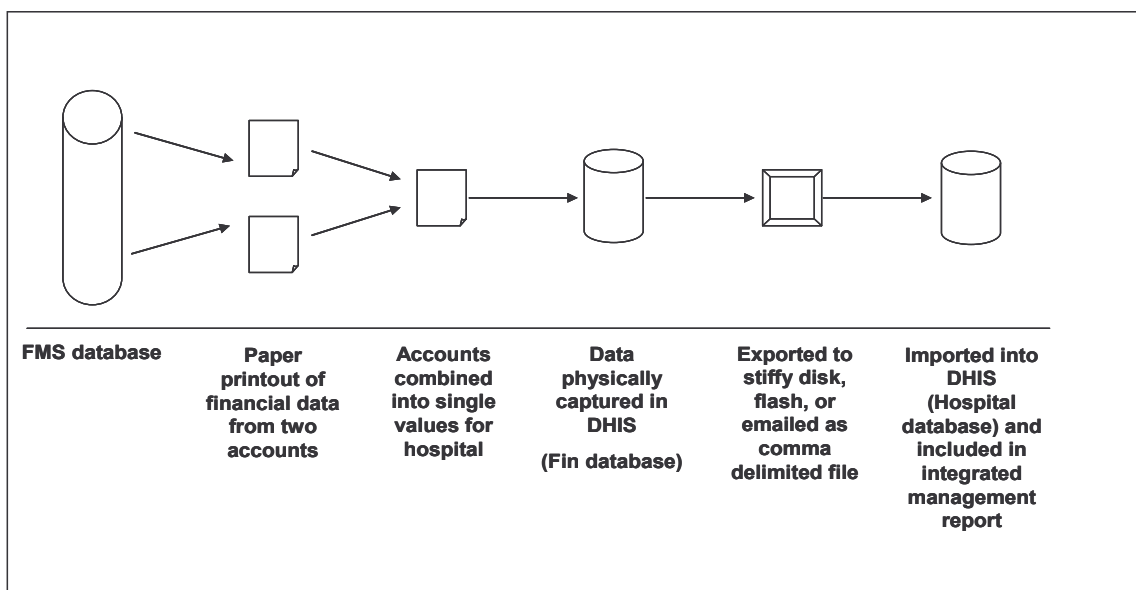 FMS database
Paper
printout of
financial data
from two
accounts
Accounts
combined
into single
values for
hospital
Data
physically
captured in
DHIS
(Fin database)
Exported to
stiffy disk,
flash, or
emailed as
comma
delimited file
Imported into
DHIS
(Hospital
database) and
included in
integrated
management
report